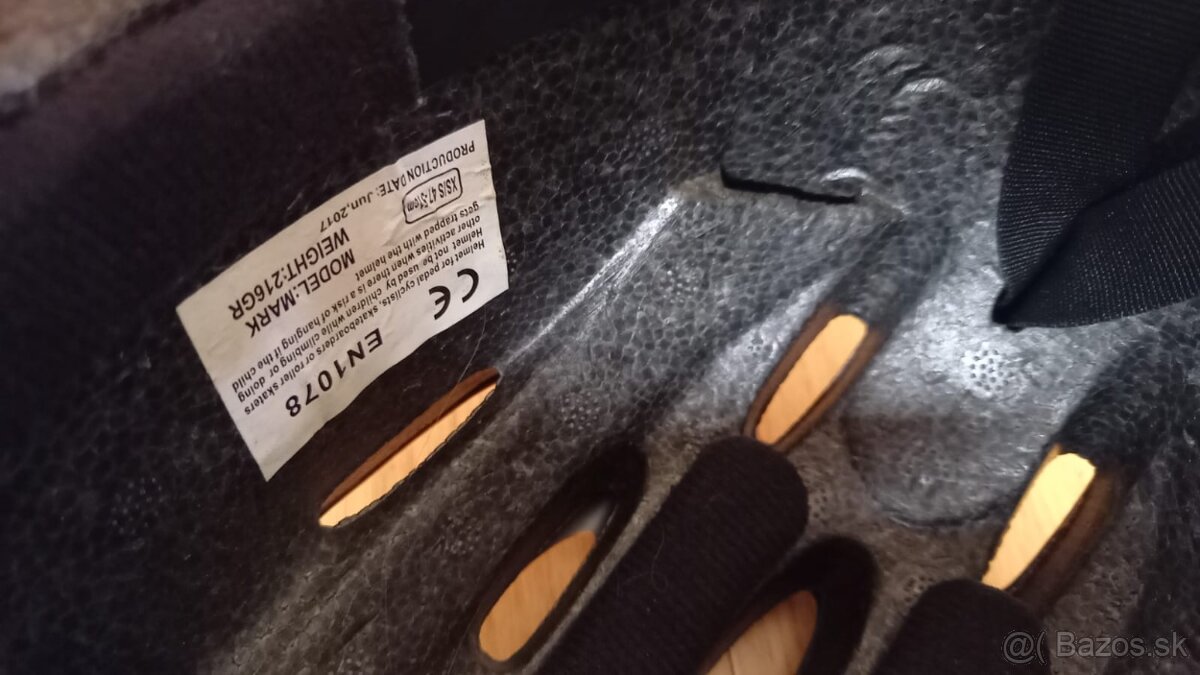 CE EN1078
Helmet for pedal cyclists, skateboarders or roller skaters
Helmet not be used by children while climbing or doing
other activities when there is a risk of hanging if the child
gets trapped with the helmet
XS/S 47-51cm
MODEL:MARK
WEIGHT:216GR
PRODUCTION DATE: Jun,2017
@( Bazos.sk